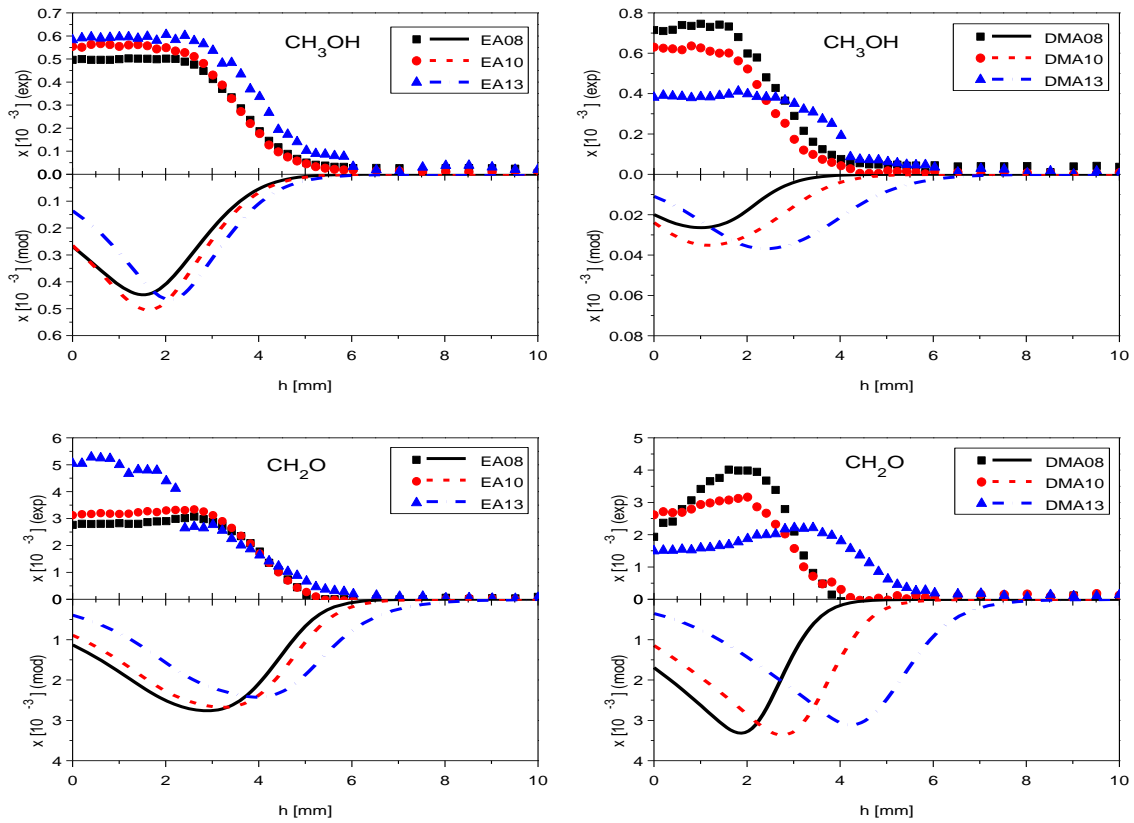 0.7
0.6
0.5
0.4
0.3
0.2
0.1
0.0
0.1
0.2
0.3
0.4
0.5
0.6
x [10 -3] (exp)
x [10 -3] (mod)
CH3OH
EA08
EA10
EA13
0 2 4 6 8 10
h [mm]
0.8
0.6
0.4
0.2
0.0
0.02
0.04
0.06
0.08
x [10 -3] (exp)
x [10 -3] (mod)
CH3OH
DMA08
DMA10
DMA13
0 2 4 6 8 10
h [mm]
6
5
4
3
2
1
0
1
2
3
4
x [10 -3] (exp)
x [10 -3] (mod)
CH2O
EA08
EA10
EA13
0 2 4 6 8 10
h [mm]
5
4
3
2
1
0
1
2
3
4
x [10 -3] (exp)
x [10 -3] (mod)
CH2O
DMA08
DMA10
DMA13
0 2 4 6 8 10
h [mm]